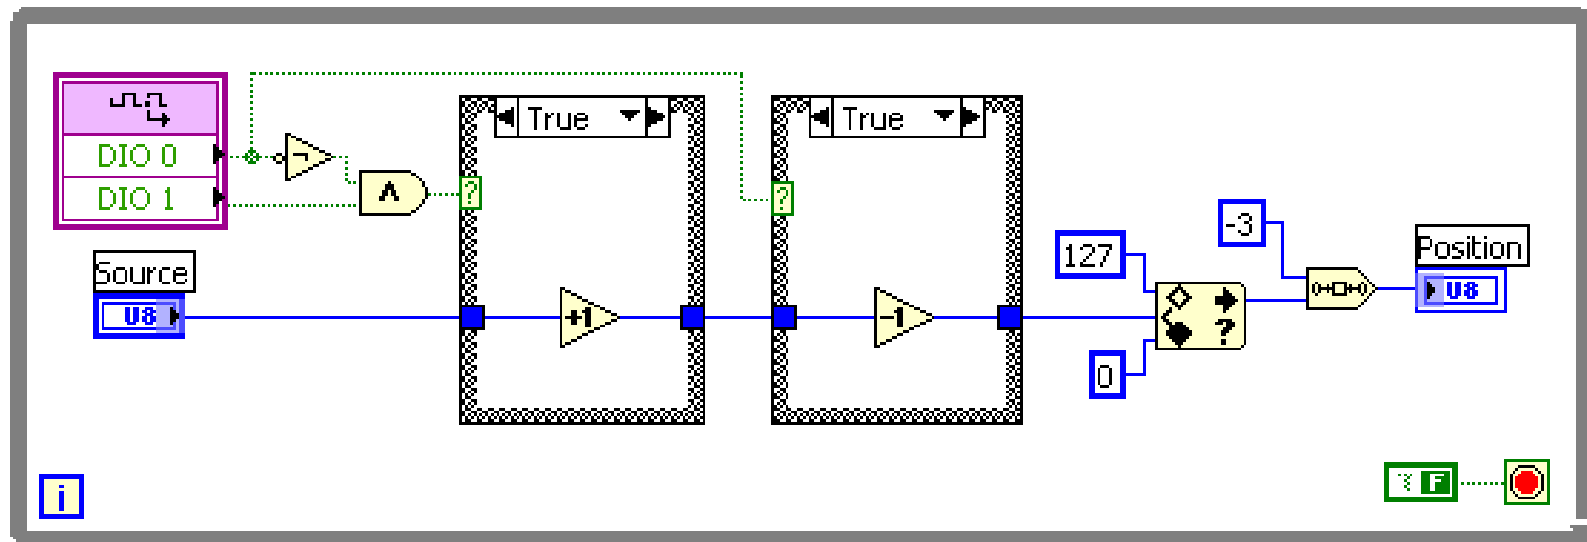 True
True
DIO 0
DIO 1
?
?
+1
-1
Source
U8
127
0
?
-3
Position
U8
i
F